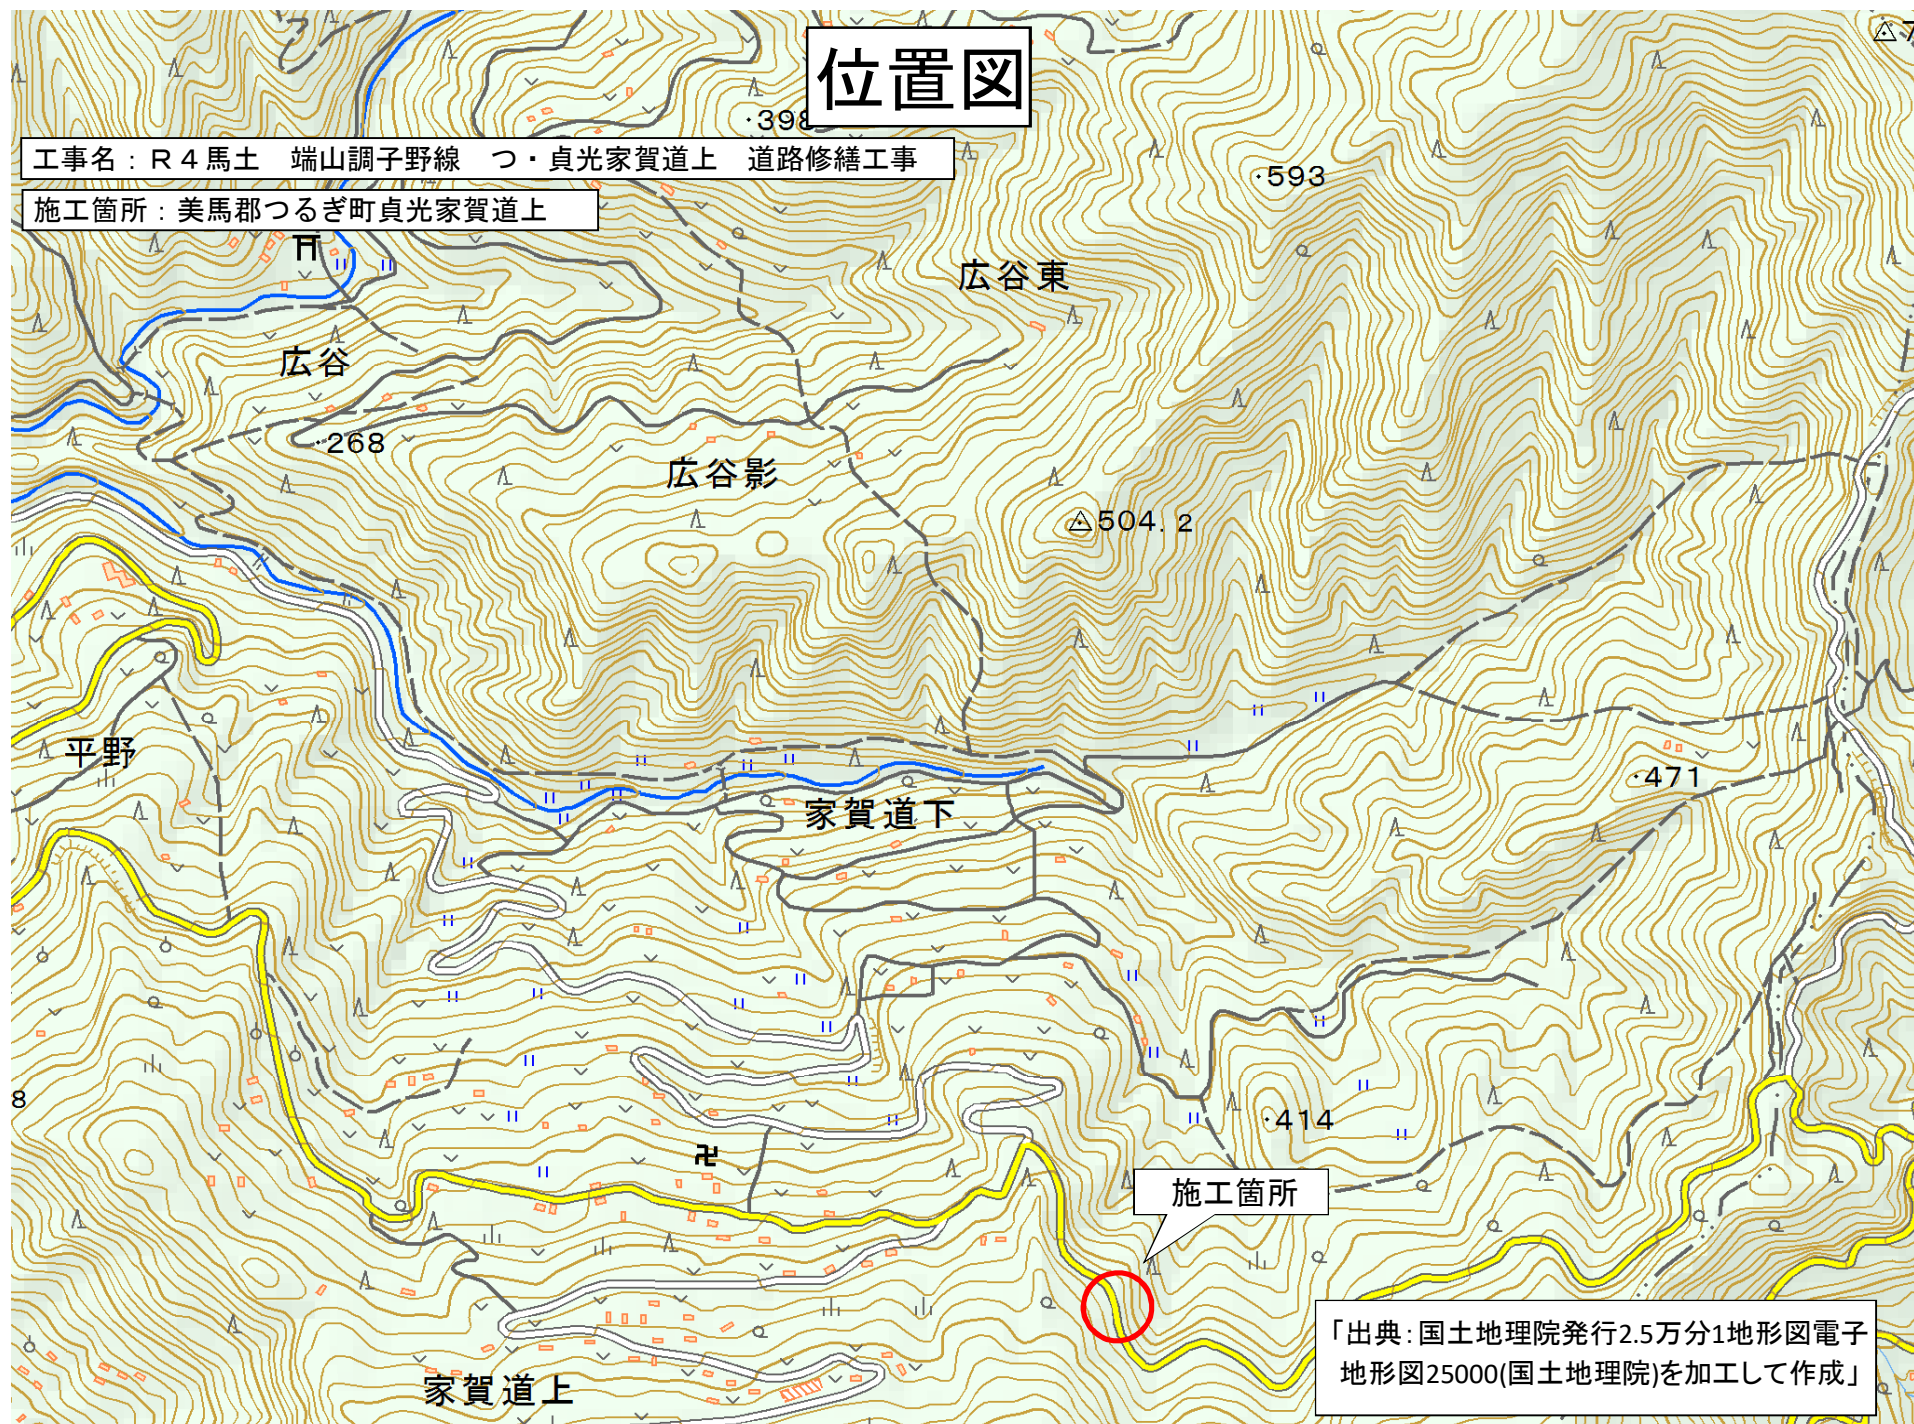 位置図
・398
工事名：Ｒ４馬土　端山調子野線　つ・貞光家賀道上　道路修繕工事
施工箇所：美馬郡つるぎ町貞光家賀道上
・593
広谷東
広谷
・268
広谷影
504.2
平野
家賀道下
・471
8
・414
施工箇所
家賀道上
「出典：国土地理院発行2.5万分1地形図電子
地形図25000(国土地理院)を加工して作成」